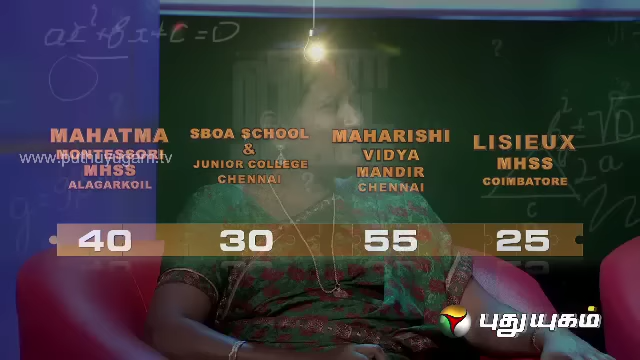 ax²+bx+c=0
MAHATMA
MONTESSORI
MHSS
ALAGARKOIL
40
SBOA SCHOOL
&
JUNIOR COLLEGE
CHENNAI
30
MAHARISHI
VIDYA
MANDIR
CHENNAI
55
LISIEUX
MHSS
COIMBATORE
25
www.puthuyugam.tv
புதுயுகம்